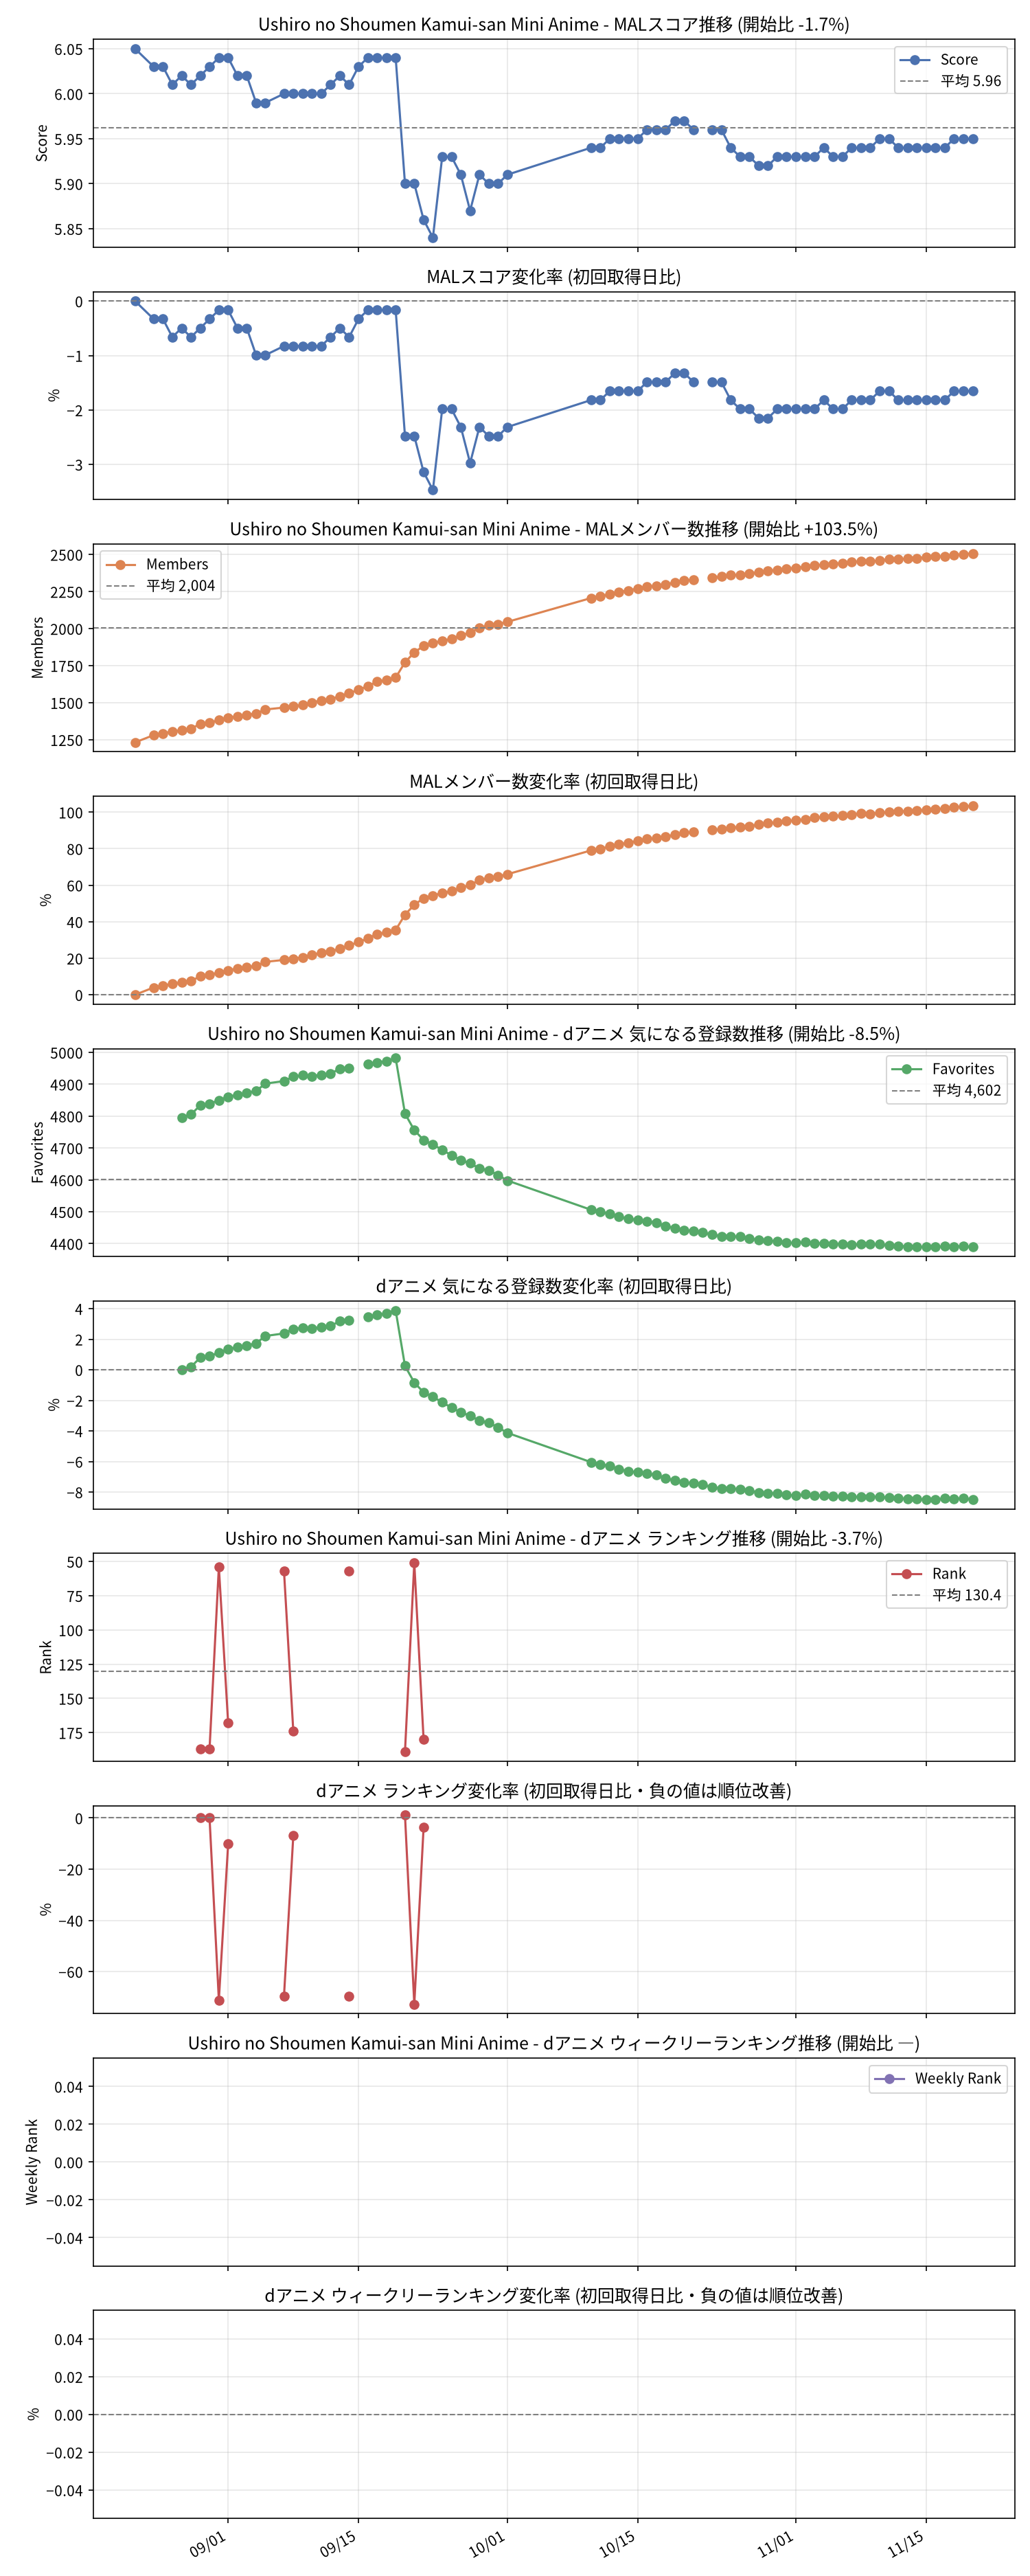 Ushiro no Shoumen Kamui-san Mini Anime - MALスコア推移 (開始比 -1.7%)
6.05
6.00
5.95
5.90
5.85
Score
Score
平均 5.96
MALスコア変化率 (初回取得日比)
0
−1
−2
−3
%
Ushiro no Shoumen Kamui-san Mini Anime - MALメンバー数推移 (開始比 +103.5%)
2500
2250
2000
1750
1500
1250
Members
Members
平均 2,004
MALメンバー数変化率 (初回取得日比)
100
80
60
40
20
0
%
Ushiro no Shoumen Kamui-san Mini Anime - dアニメ 気になる登録数推移 (開始比 -8.5%)
5000
4900
4800
4700
4600
4500
4400
Favorites
Favorites
平均 4,602
dアニメ 気になる登録数変化率 (初回取得日比)
4
2
0
−2
−4
−6
−8
%
Ushiro no Shoumen Kamui-san Mini Anime - dアニメ ランキング推移 (開始比 -3.7%)
50
75
100
125
150
175
Rank
Rank
平均 130.4
dアニメ ランキング変化率 (初回取得日比・負の値は順位改善)
0
−20
−40
−60
%
Ushiro no Shoumen Kamui-san Mini Anime - dアニメ ウィークリーランキング推移 (開始比 —)
0.04
0.02
0.00
−0.02
−0.04
Weekly Rank
Weekly Rank
dアニメ ウィークリーランキング変化率 (初回取得日比・負の値は順位改善)
0.04
0.02
0.00
−0.02
−0.04
%
09/01
09/15
10/01
10/15
11/01
11/15